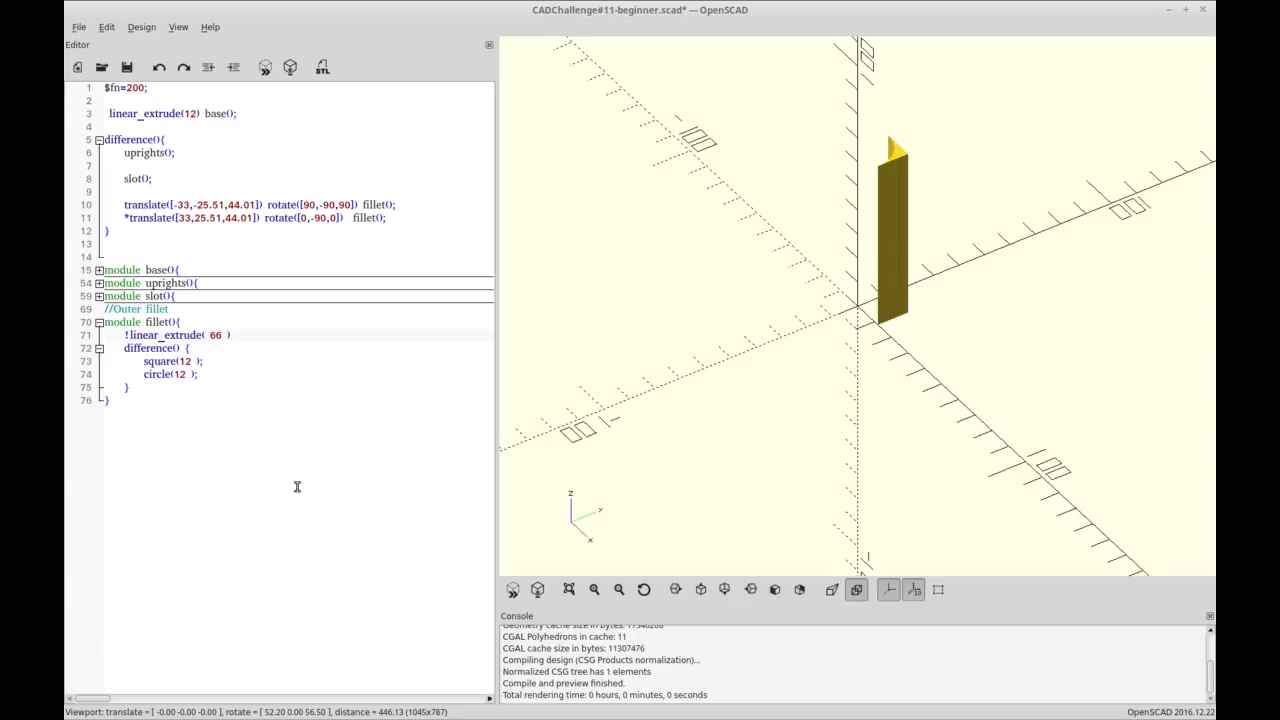 CADChallenge#11-beginner.scad* — OpenSCAD
File Edit Design View Help
Editor
STL
1 $fn=200;
2
3 linear_extrude(12) base();
4
5 difference(){
6 uprights();
7
8 slot();
9
10 translate([-33,-25.51,44.01]) rotate([90,-90,90]) fillet();
11 *translate([33,25.51,44.01]) rotate([0,-90,0]) fillet();
12 }
13
14
15 module base(){
54 module uprights(){
59 module slot(){
69 //Outer fillet
70 module fillet(){
71 !linear_extrude( 66 )
72 difference() {
73 square(12 );
74 circle(12 );
75 }
76 }
100
100
100
z
y
x
Console
CGAL Polyhedrons in cache: 11
CGAL cache size in bytes: 11307476
Compiling design (CSG Products normalization)...
Normalized CSG tree has 1 elements
Compile and preview finished.
Total rendering time: 0 hours, 0 minutes, 0 seconds
Viewport: translate = [ -0.00 -0.00 -0.00 ], rotate = [ 52.20 0.00 56.50 ], distance = 446.13 (1045x787)
OpenSCAD 2016.12.22